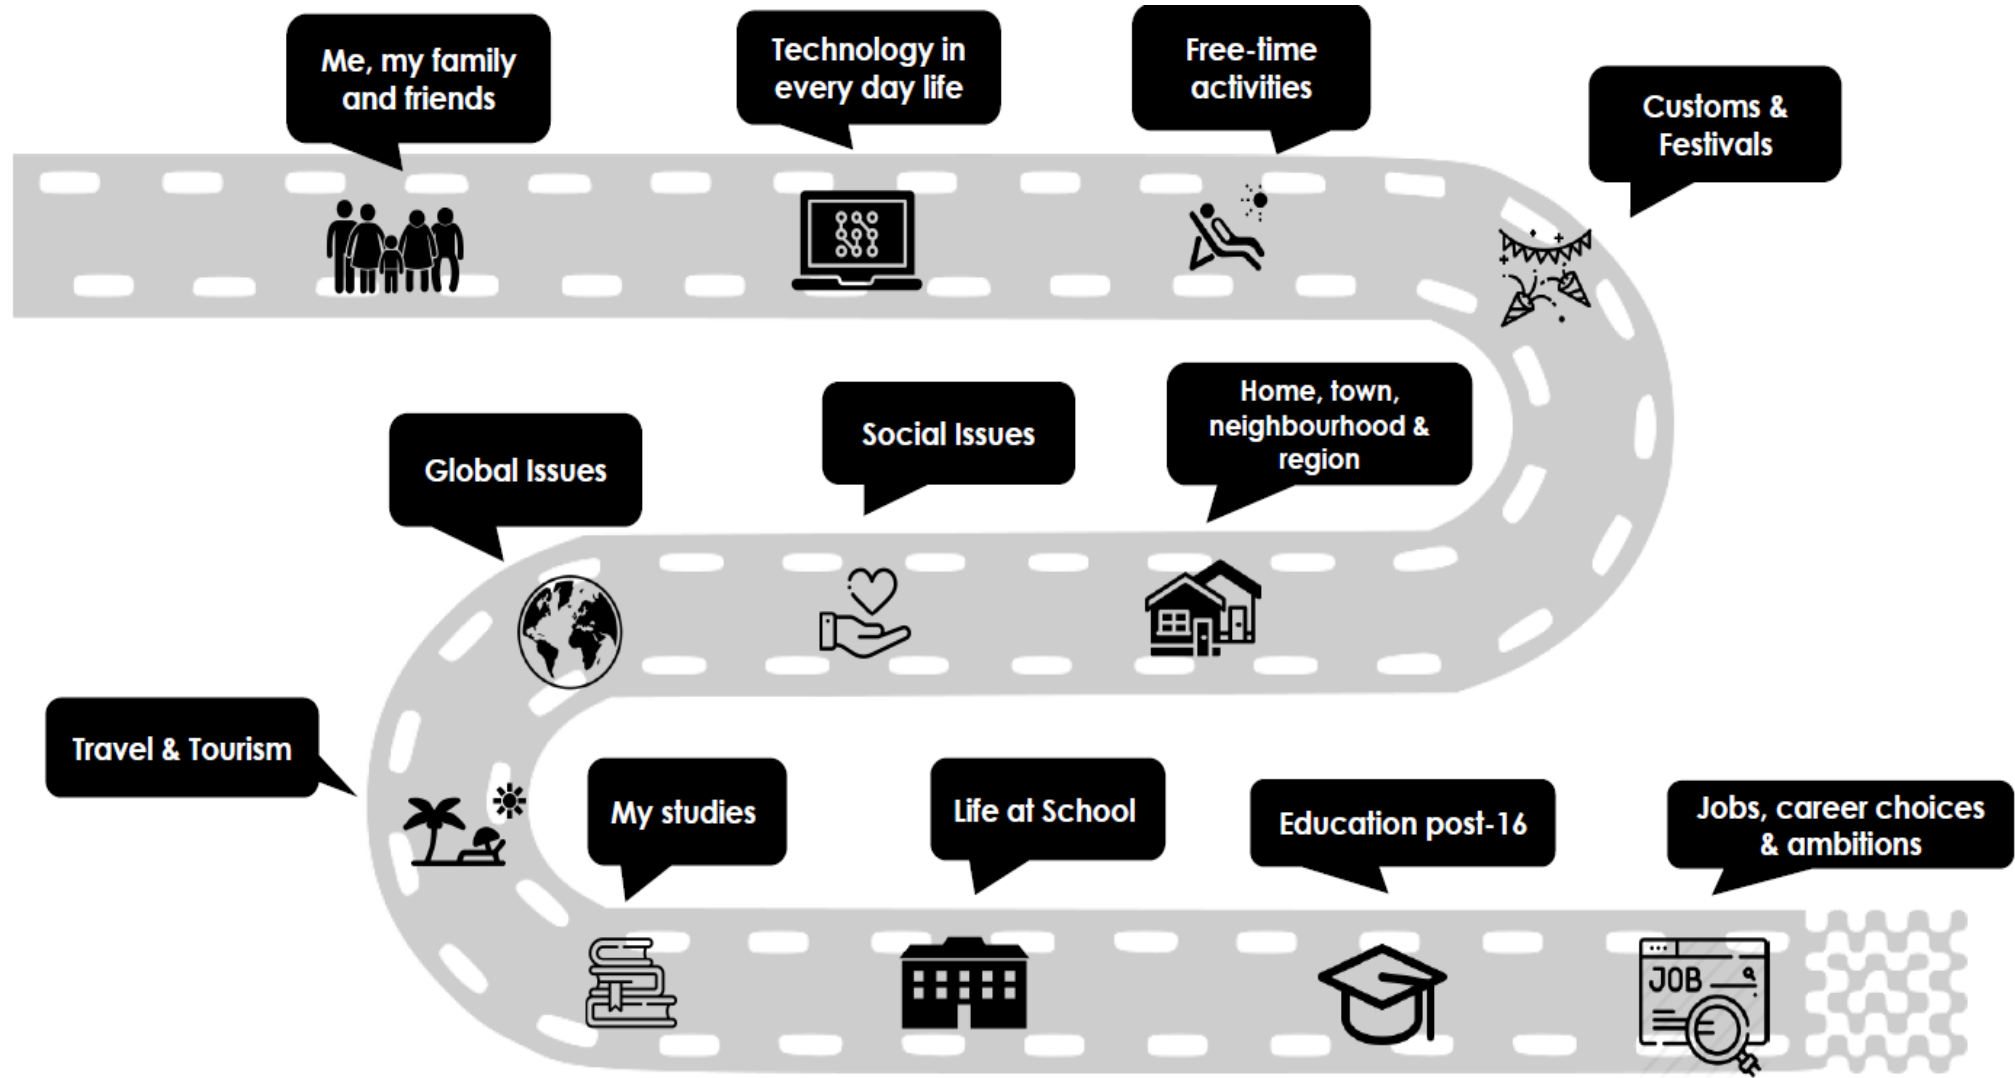 Me, my family
and friends
Technology in
every day life
Free-time
activities
Customs &
Festivals
Home, town,
neighbourhood &
region
Social Issues
Global Issues
Travel & Tourism
My studies
Life at School
Education post-16
Jobs, career choices
& ambitions
JOB